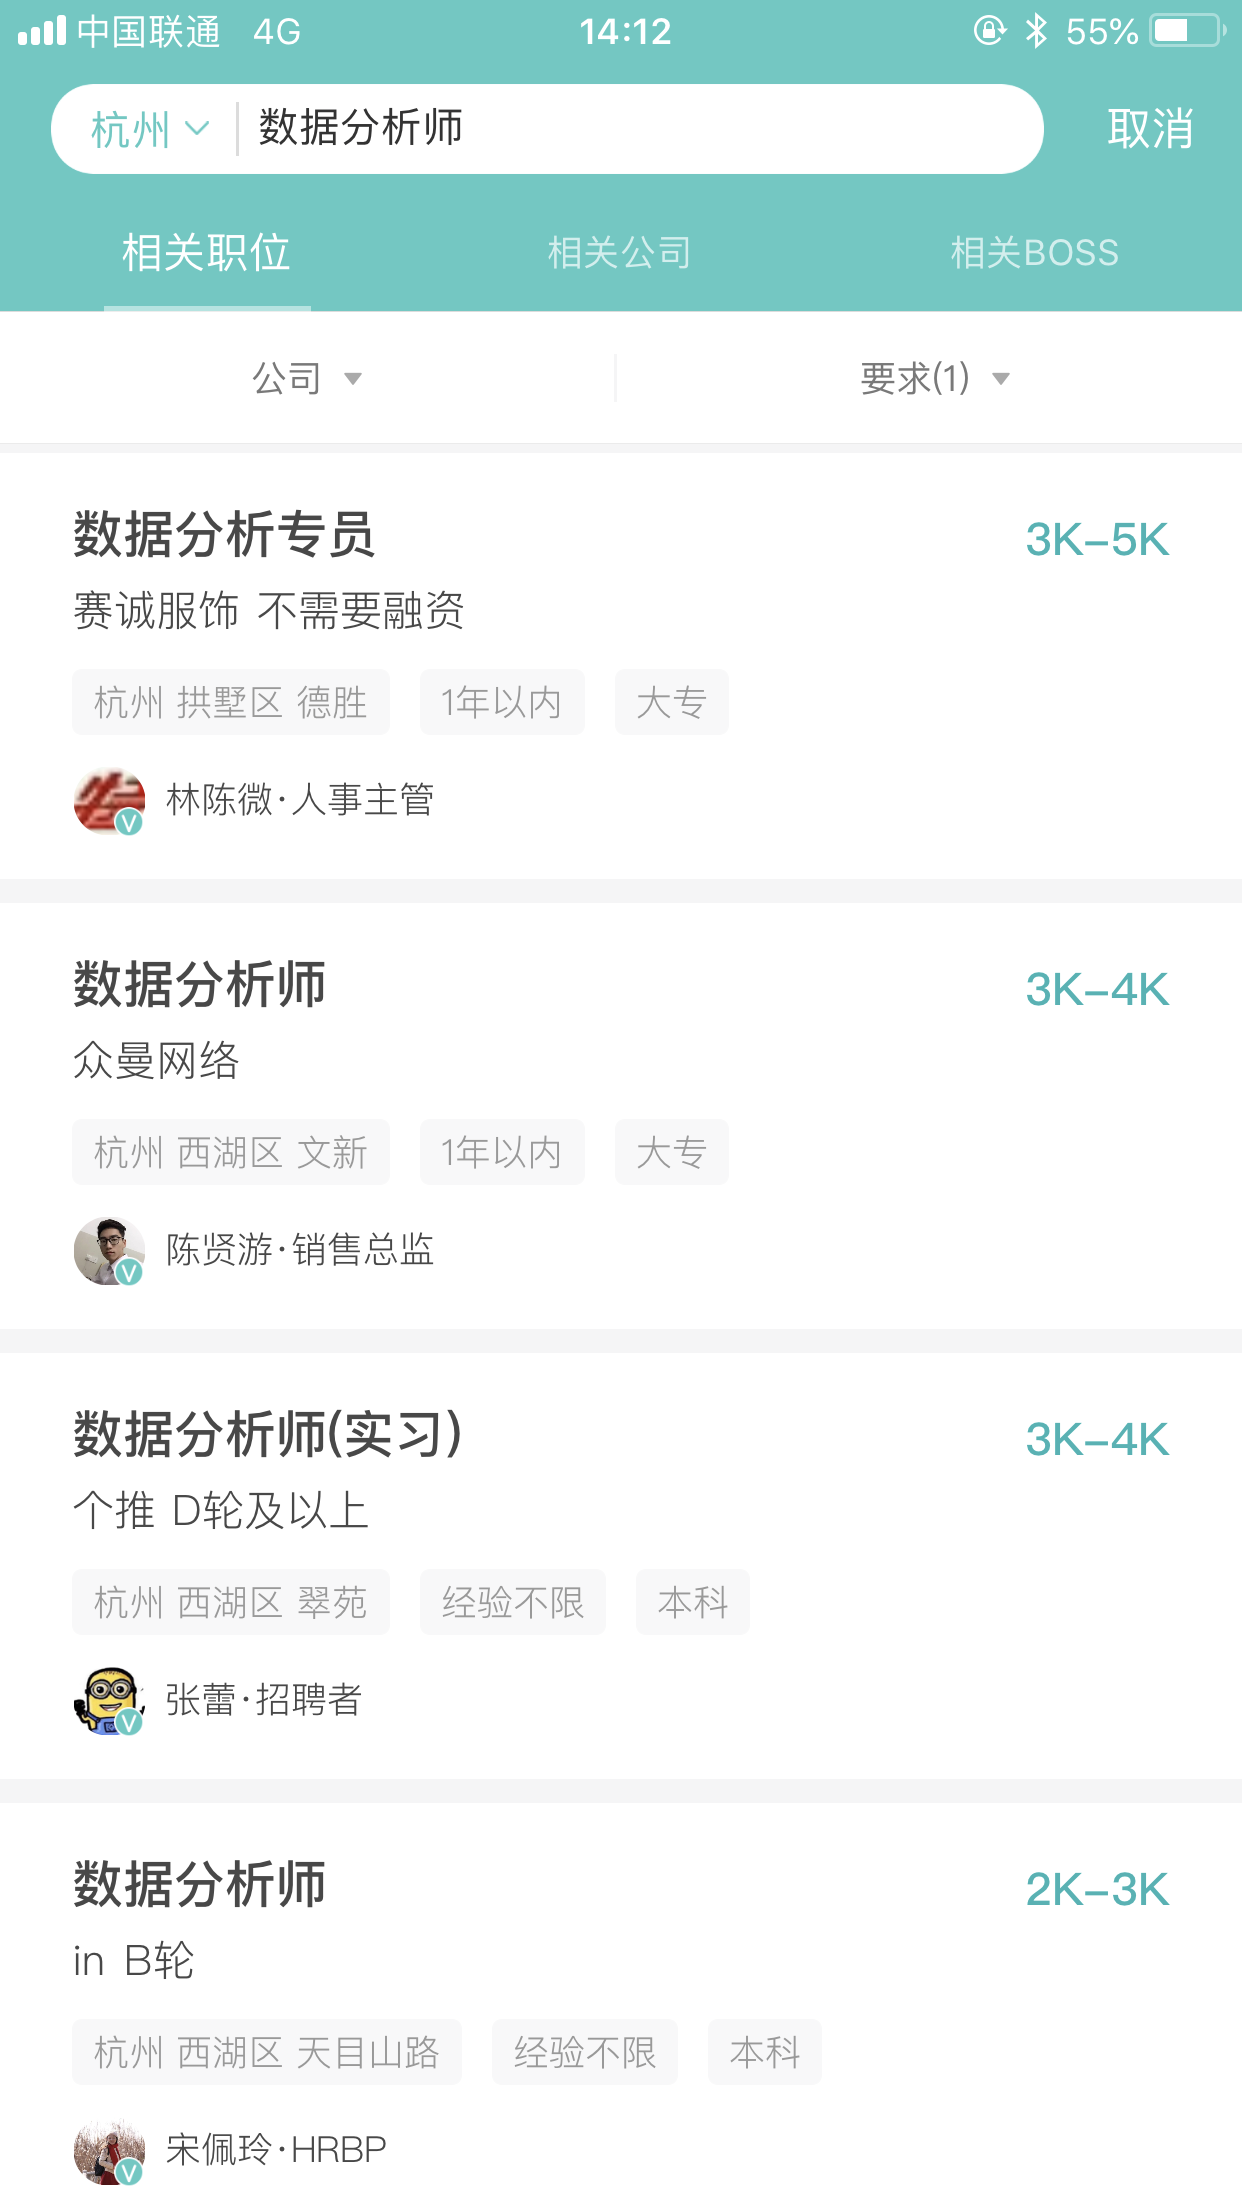 中国联通 4G 14:12 55%
杭州 数据分析师 取消
相关职位 相关公司 相关BOSS
公司 要求(1)
数据分析专员 3K-5K
赛诚服饰 不需要融资
杭州 拱墅区 德胜 1年以内 大专
林陈微·人事主管
数据分析师 3K-4K
众曼网络
杭州 西湖区 文新 1年以内 大专
陈贤游·销售总监
数据分析师(实习) 3K-4K
个推 D轮及以上
杭州 西湖区 翠苑 经验不限 本科
张蕾·招聘者
数据分析师 2K-3K
in B轮
杭州 西湖区 天目山路 经验不限 本科
宋佩玲·HRBP